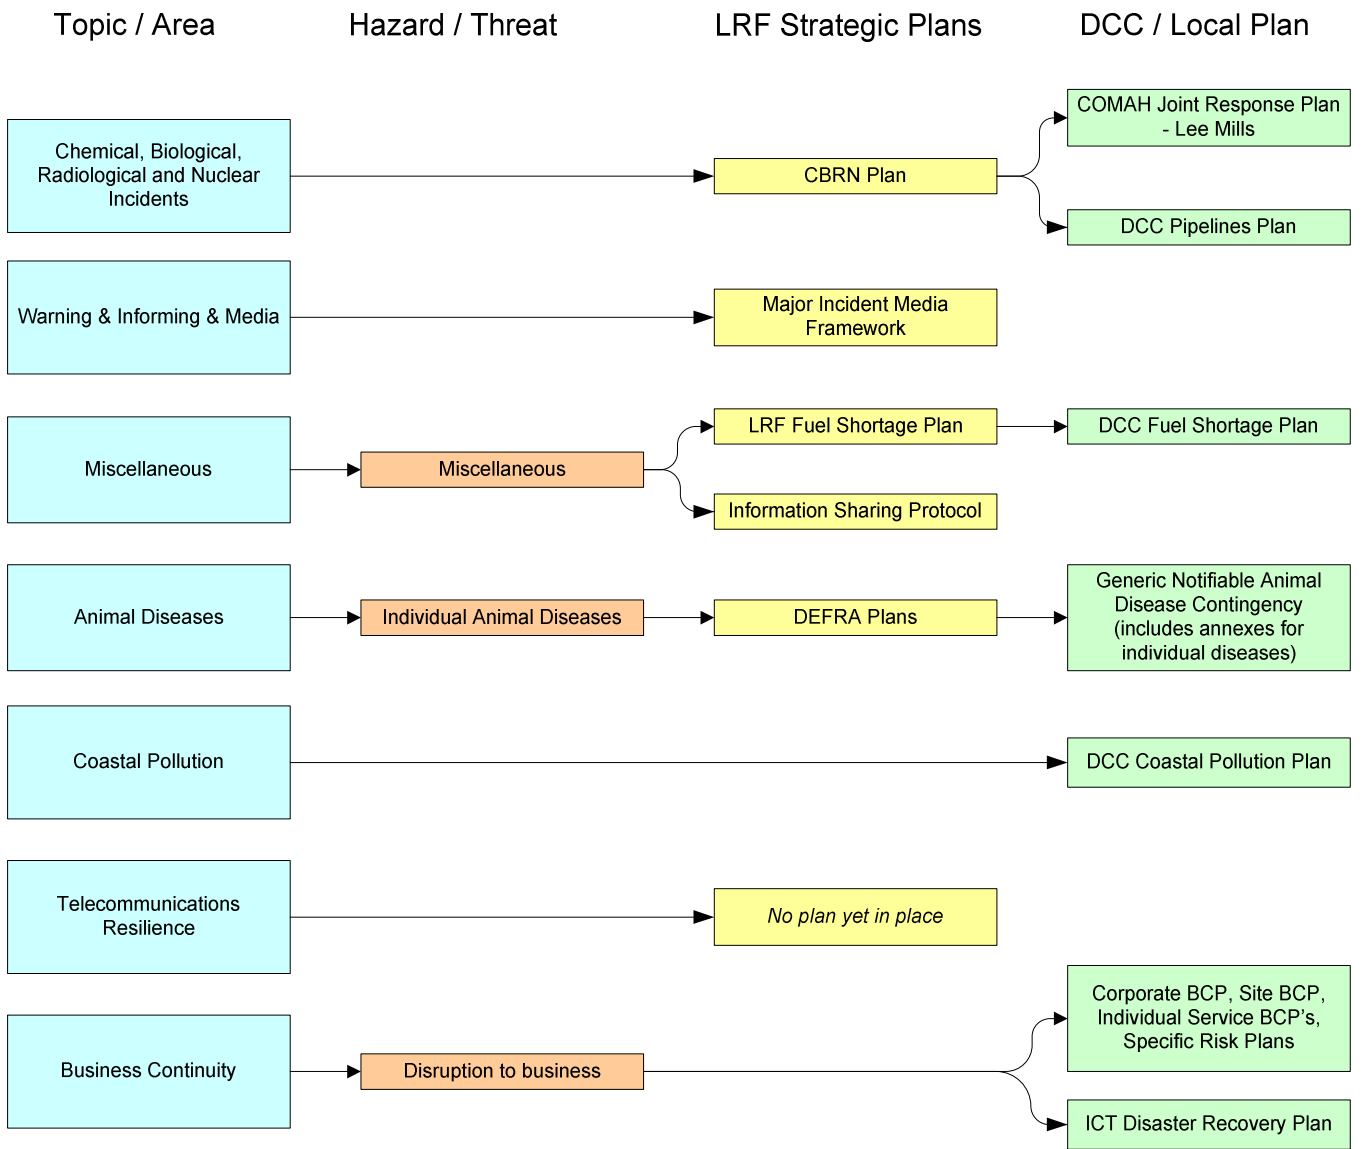 Topic / Area
Hazard / Threat
LRF Strategic Plans
DCC / Local Plan
Chemical, Biological,
Radiological and Nuclear
Incidents
CBRN Plan
COMAH Joint Response Plan
- Lee Mills
DCC Pipelines Plan
Warning & Informing & Media
Major Incident Media
Framework
Miscellaneous
Miscellaneous
LRF Fuel Shortage Plan
DCC Fuel Shortage Plan
Information Sharing Protocol
Animal Diseases
Individual Animal Diseases
DEFRA Plans
Generic Notifiable Animal
Disease Contingency
(includes annexes for
individual diseases)
Coastal Pollution
DCC Coastal Pollution Plan
Telecommunications
Resilience
No plan yet in place
Business Continuity
Disruption to business
Corporate BCP, Site BCP,
Individual Service BCP’s,
Specific Risk Plans
ICT Disaster Recovery Plan